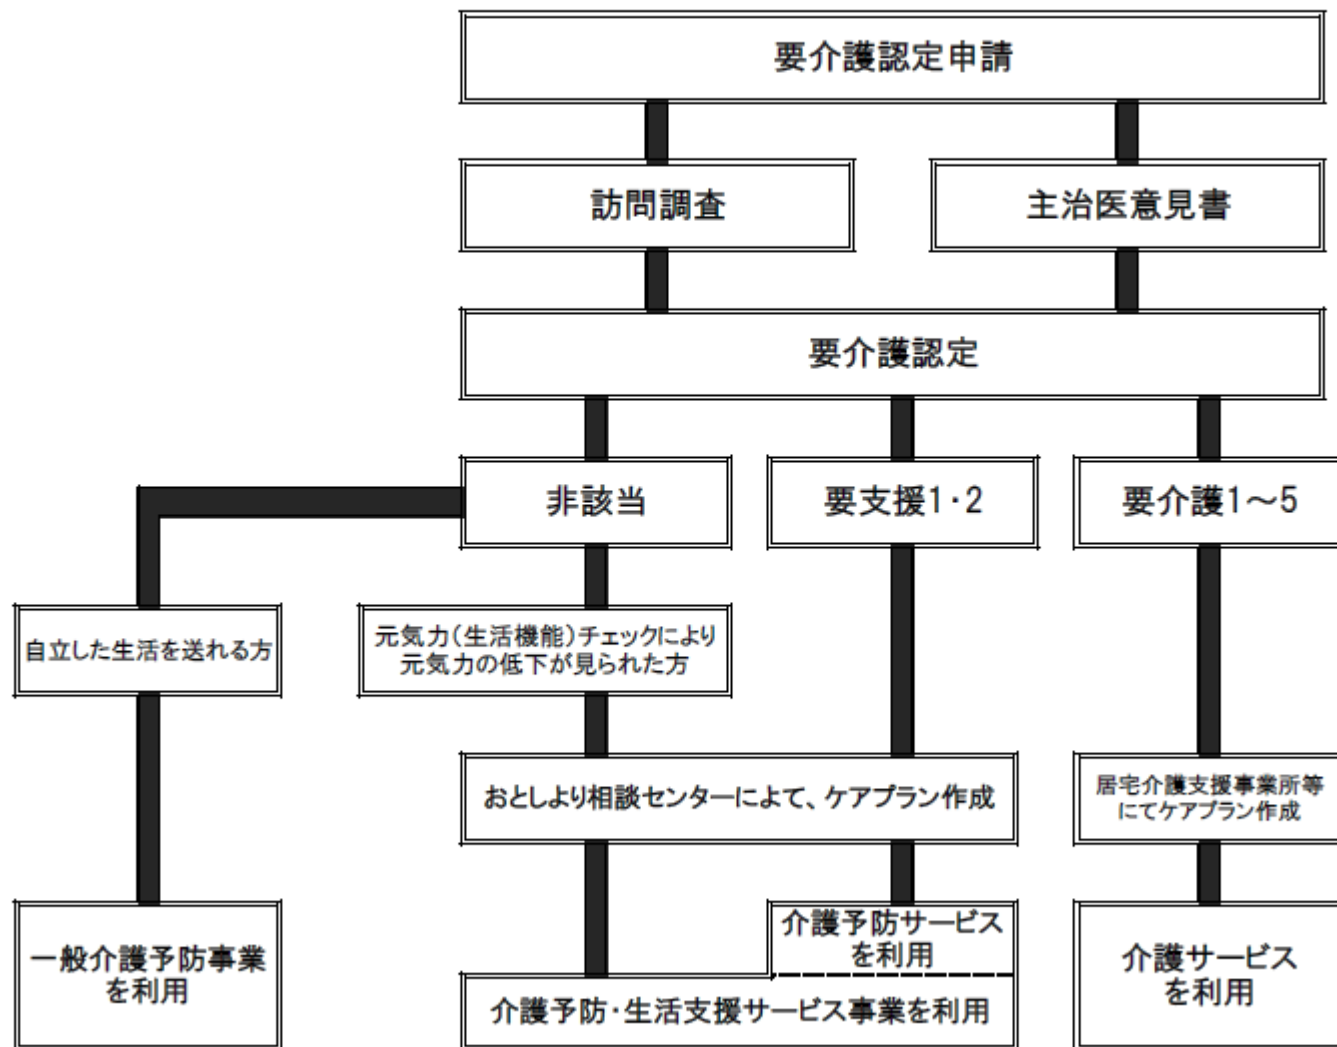 要介護認定申請
訪問調査
主治医意見書
要介護認定
非該当
要支援1・2
要介護1～5
自立した生活を送れる方
元気力(生活機能)チェックにより
元気力の低下が見られた方
おとしより相談センターによて、ケアプラン作成
居宅介護支援事業所等
にてケアプラン作成
一般介護予防事業
を利用
介護予防サービス
を利用
介護予防・生活支援サービス事業を利用
介護サービス
を利用